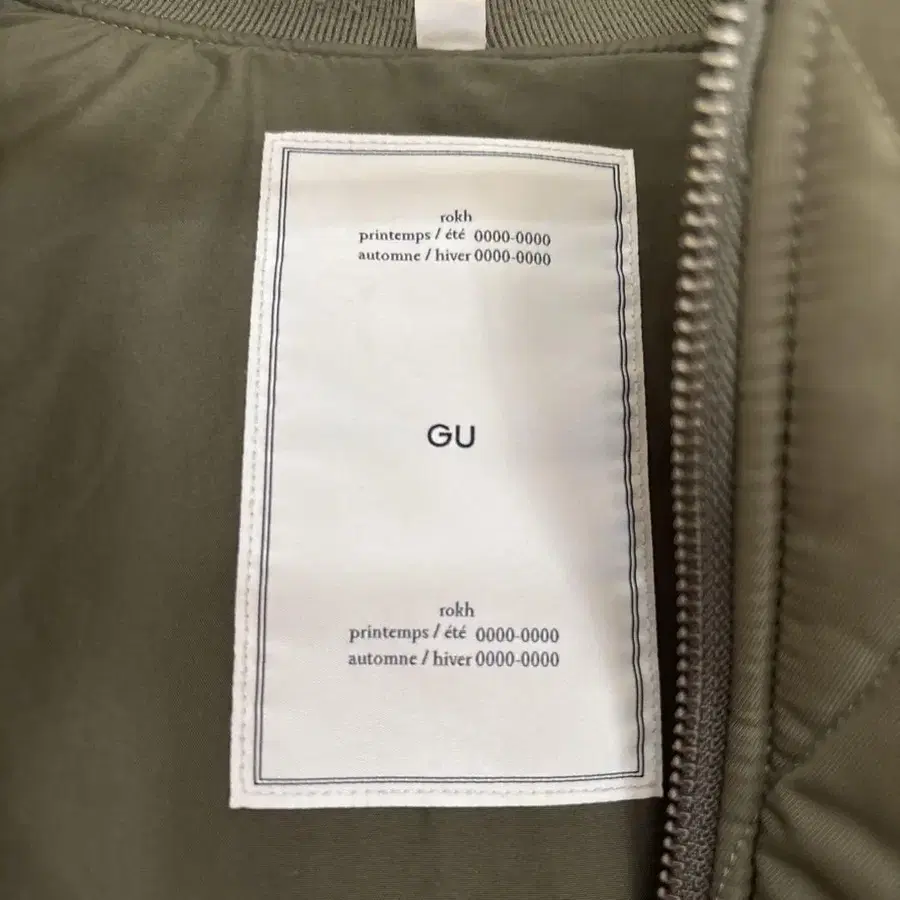 rokh
printemps / été 0000-0000
automne / hiver 0000-0000
GU
rokh
printemps / été 0000-0000
automne / hiver 0000-0000